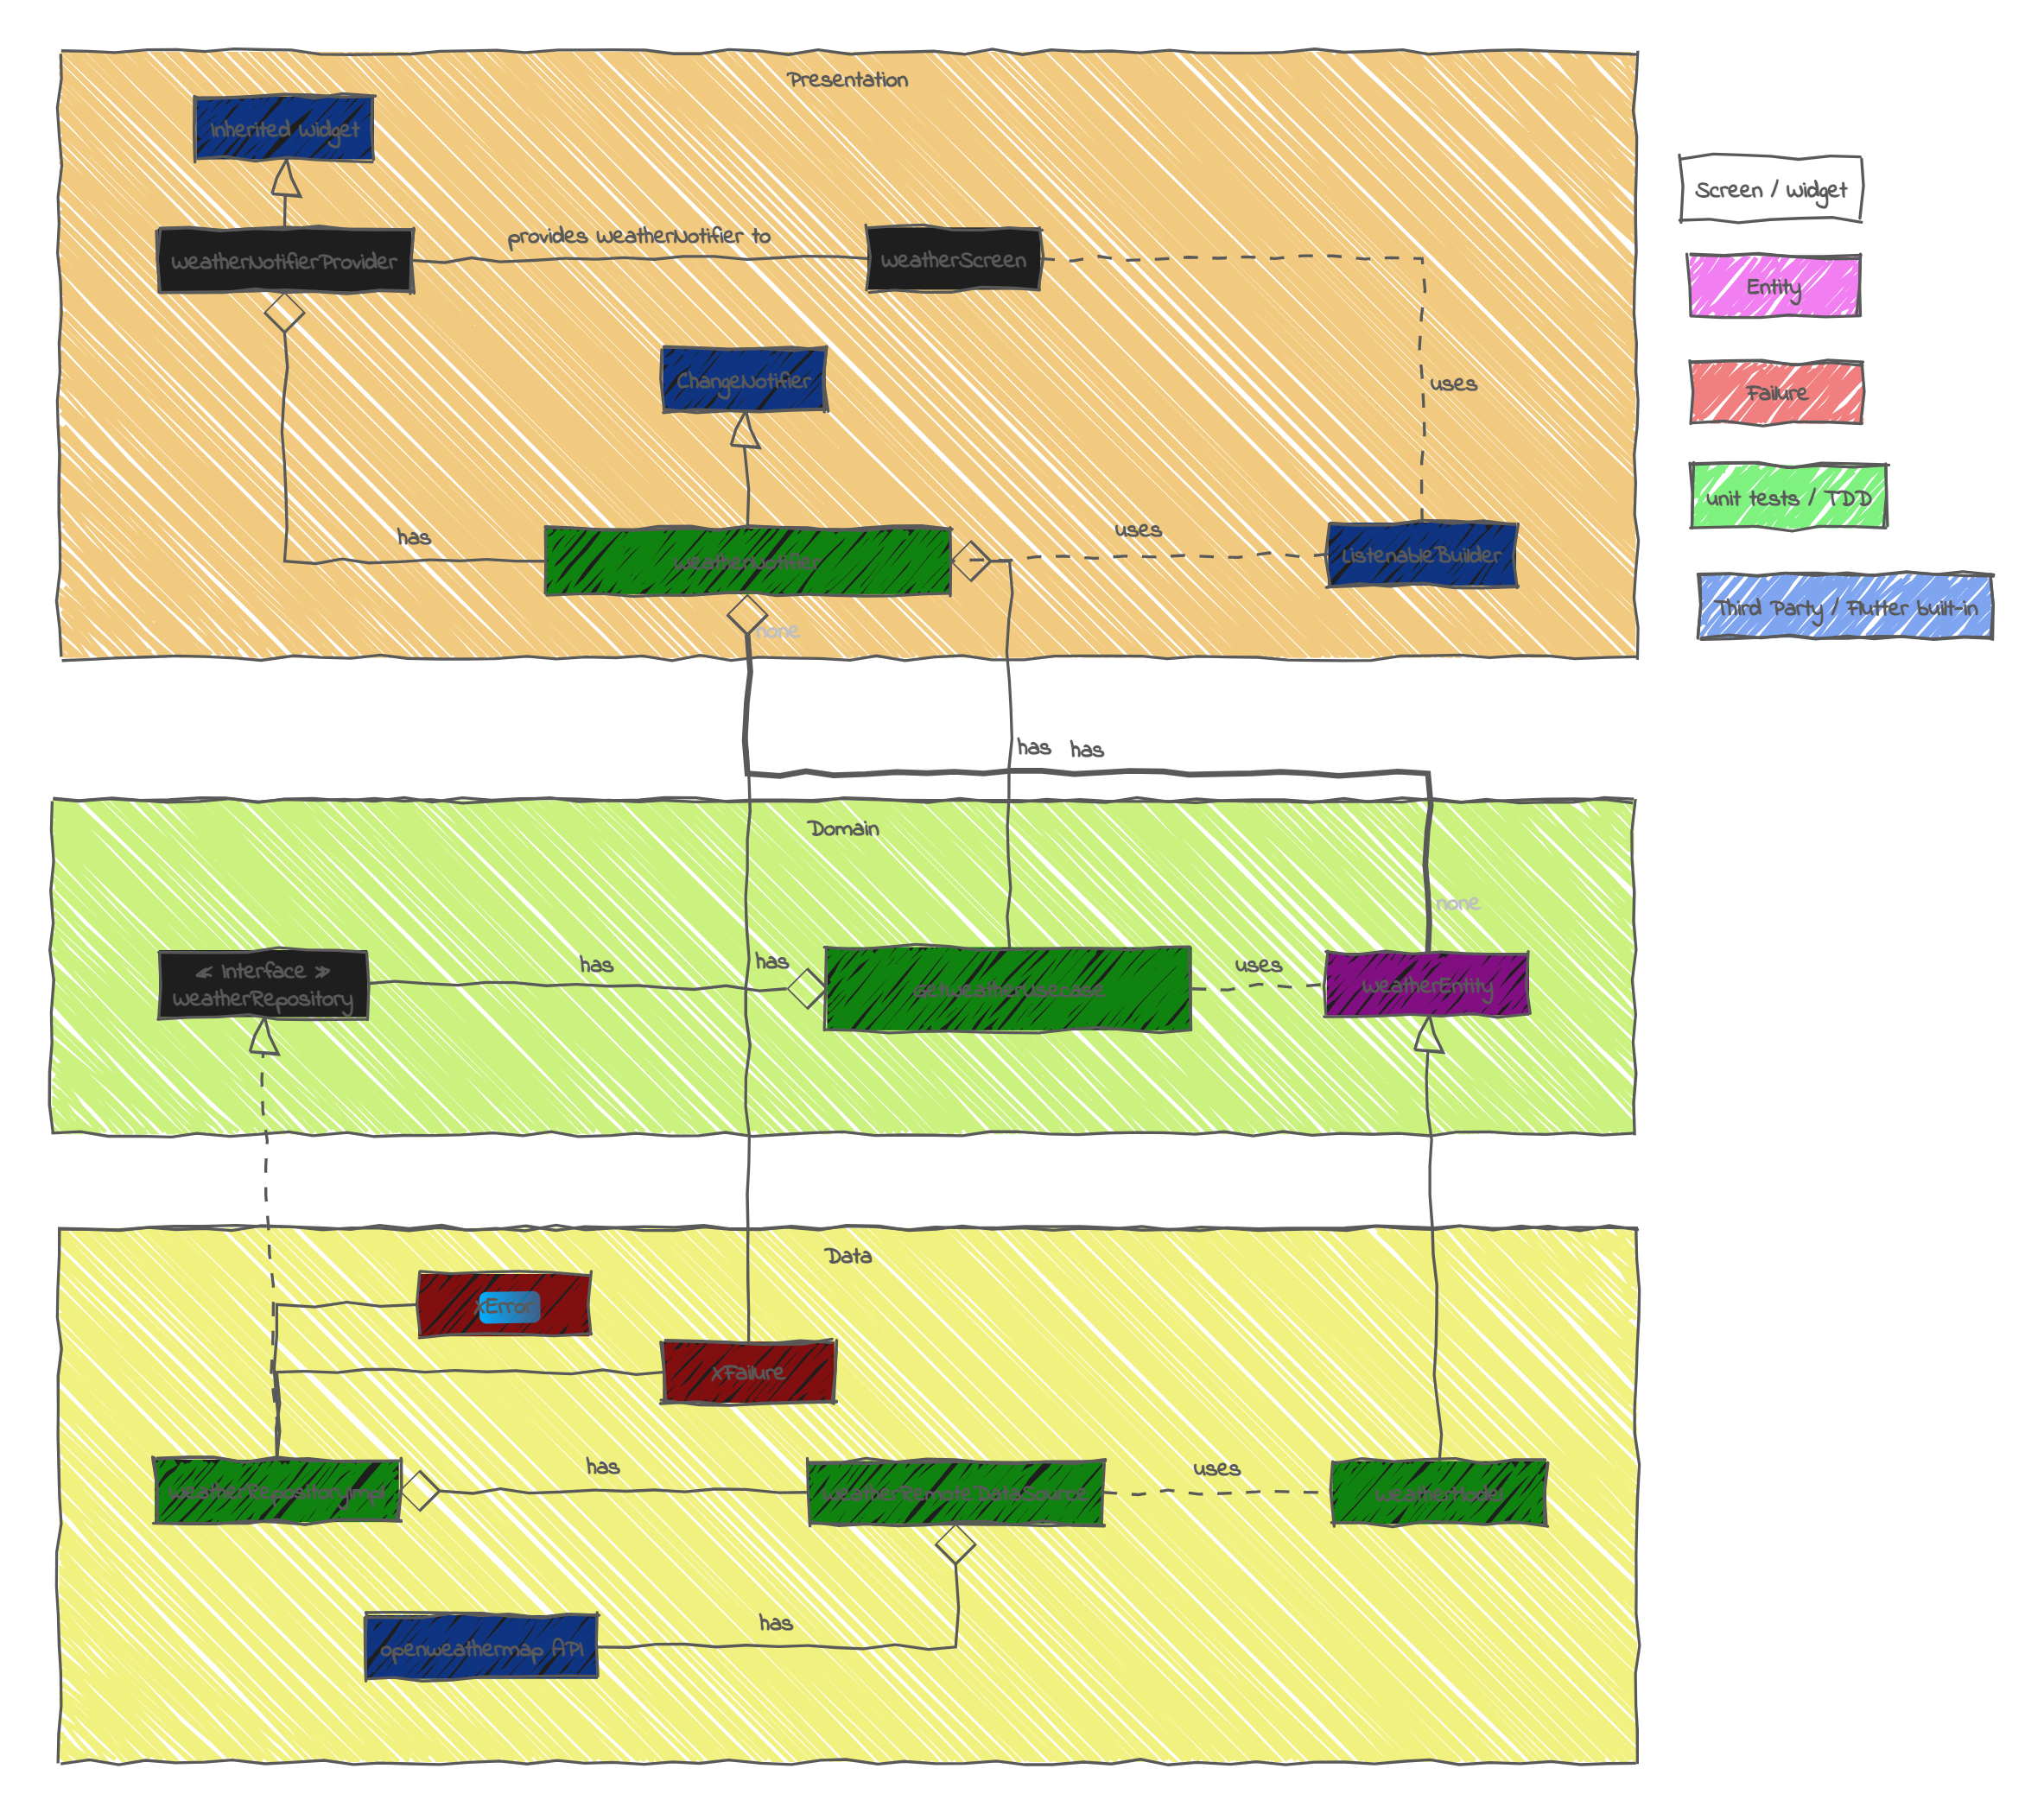 Presentation
Inherited Widget
WeatherNotifierProvider
provides WeatherNotifier to
WeatherScreen
ChangeNotifier
uses
has
WeatherNotifier
uses
ListenableBuilder
none
has
has
Domain
none
≪ Interface ≫
WeatherRepository
has
has
GetWeatherUsecase
uses
WeatherEntity
Data
xError
XFailure
WeatherRepositoryImpl
has
WeatherRemoteDataSource
uses
WeatherModel
openweathermap API
has
Screen / Widget
Entity
Failure
unit tests / TDD
Third Party / Flutter built-in